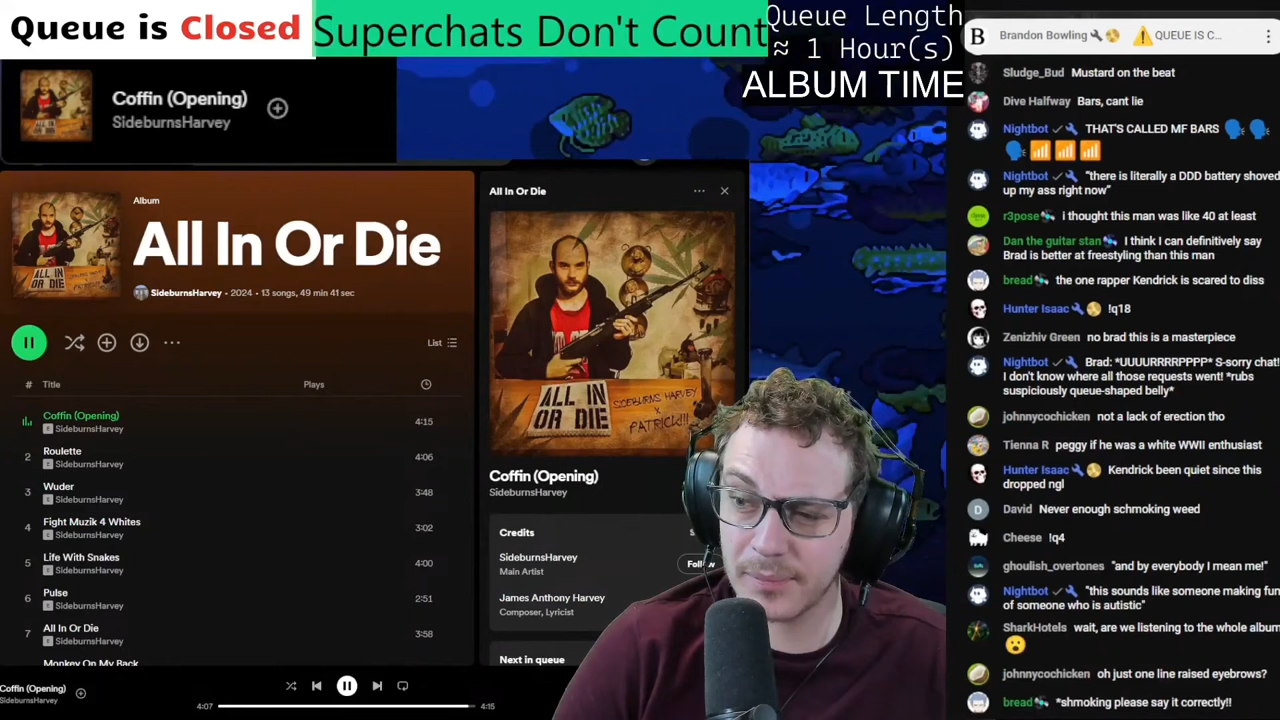 Queue is Closed
Superchats Don't Count
Queue Length
≈ 1 Hour(s)
ALBUM TIME
Coffin (Opening)
SideburnsHarvey
Album
All In Or Die
SideburnsHarvey • 2024 • 13 songs, 49 min 41 sec
List
# Title Plays
Coffin (Opening)
E SideburnsHarvey
4:15
2 Roulette 4:06
E SideburnsHarvey
3 Wuder 3:48
E SideburnsHarvey
4 Fight Muzik 4 Whites 3:02
E SideburnsHarvey
5 Life With Snakes 4:00
E SideburnsHarvey
6 Pulse 2:51
E SideburnsHarvey
7 All In Or Die 3:58
E SideburnsHarvey
Monkey On My Back
Coffin (Opening)
SideburnsHarvey
4:07
4:15
All In Or Die
ALL IN
OR DIE
SIDEBURNS HARVEY
X
Coffin (Opening)
SideburnsHarvey
Credits
SideburnsHarvey
Main Artist
James Anthony Harvey
Composer, Lyricist
Next in queue
B Brandon Bowling QUEUE IS C...
Sludge_Bud Mustard on the beat
Dive Halfway Bars, cant lie
Nightbot THAT'S CALLED MF BARS
Nightbot "there is literally a DDD battery shoved
up my ass right now"
r3pose i thought this man was like 40 at least
Dan the guitar stan I think I can definitively say
Brad is better at freestyling than this man
bread the one rapper Kendrick is scared to diss
Hunter Isaac !q18
Zenizhiv Green no brad this is a masterpiece
Nightbot Brad: *UUUURRRRPPPP* S-sorry chat!
I don't know where all those requests went! *rubs
suspiciously queue-shaped belly*
johnnycochicken not a lack of erection tho
Tienna R peggy if he was a white WWII enthusiast
Hunter Isaac Kendrick been quiet since this
dropped ngl
D David Never enough schmoking weed
Cheese !q4
ghoulish_overtones "and by everybody I mean me!"
Nightbot "this sounds like someone making fun
of someone who is autistic"
SharkHotels wait, are we listening to the whole album
johnnycochicken oh just one line raised eyebrows?
bread *shmoking please say it correctly!!